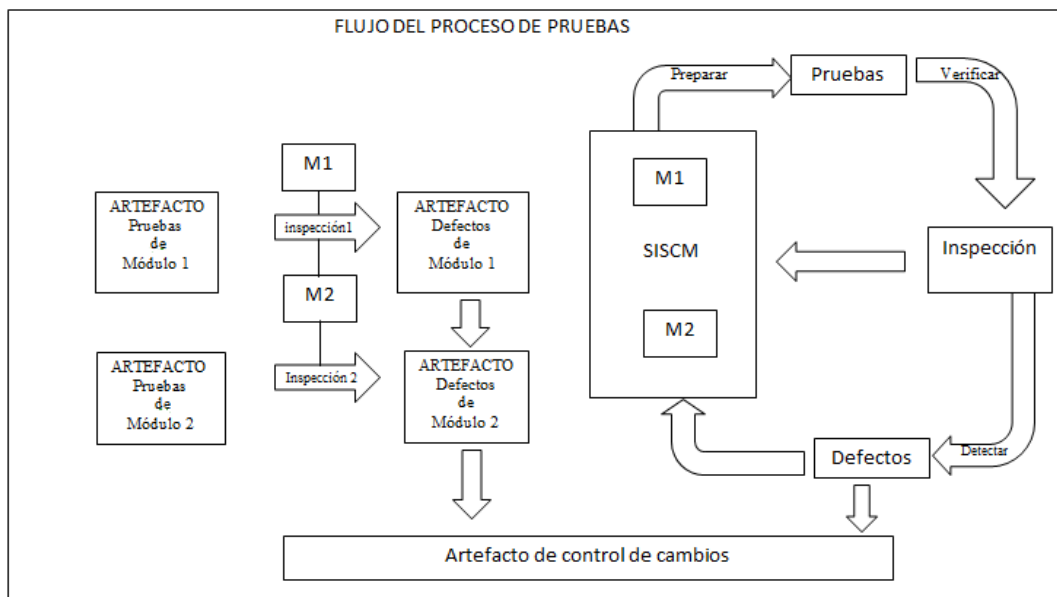 FLUJO DEL PROCESO DE PRUEBAS
M1
ARTEFACTO
Pruebas
de
Módulo 1
inspección1
ARTEFACTO
Defectos
de
Módulo 1
M2
ARTEFACTO
Pruebas
de
Módulo 2
Inspección 2
ARTEFACTO
Defectos
de
Módulo 2
Preparar
Pruebas
Verificar
M1
SISCM
M2
Inspección
Detectar
Defectos
Artefacto de control de cambios